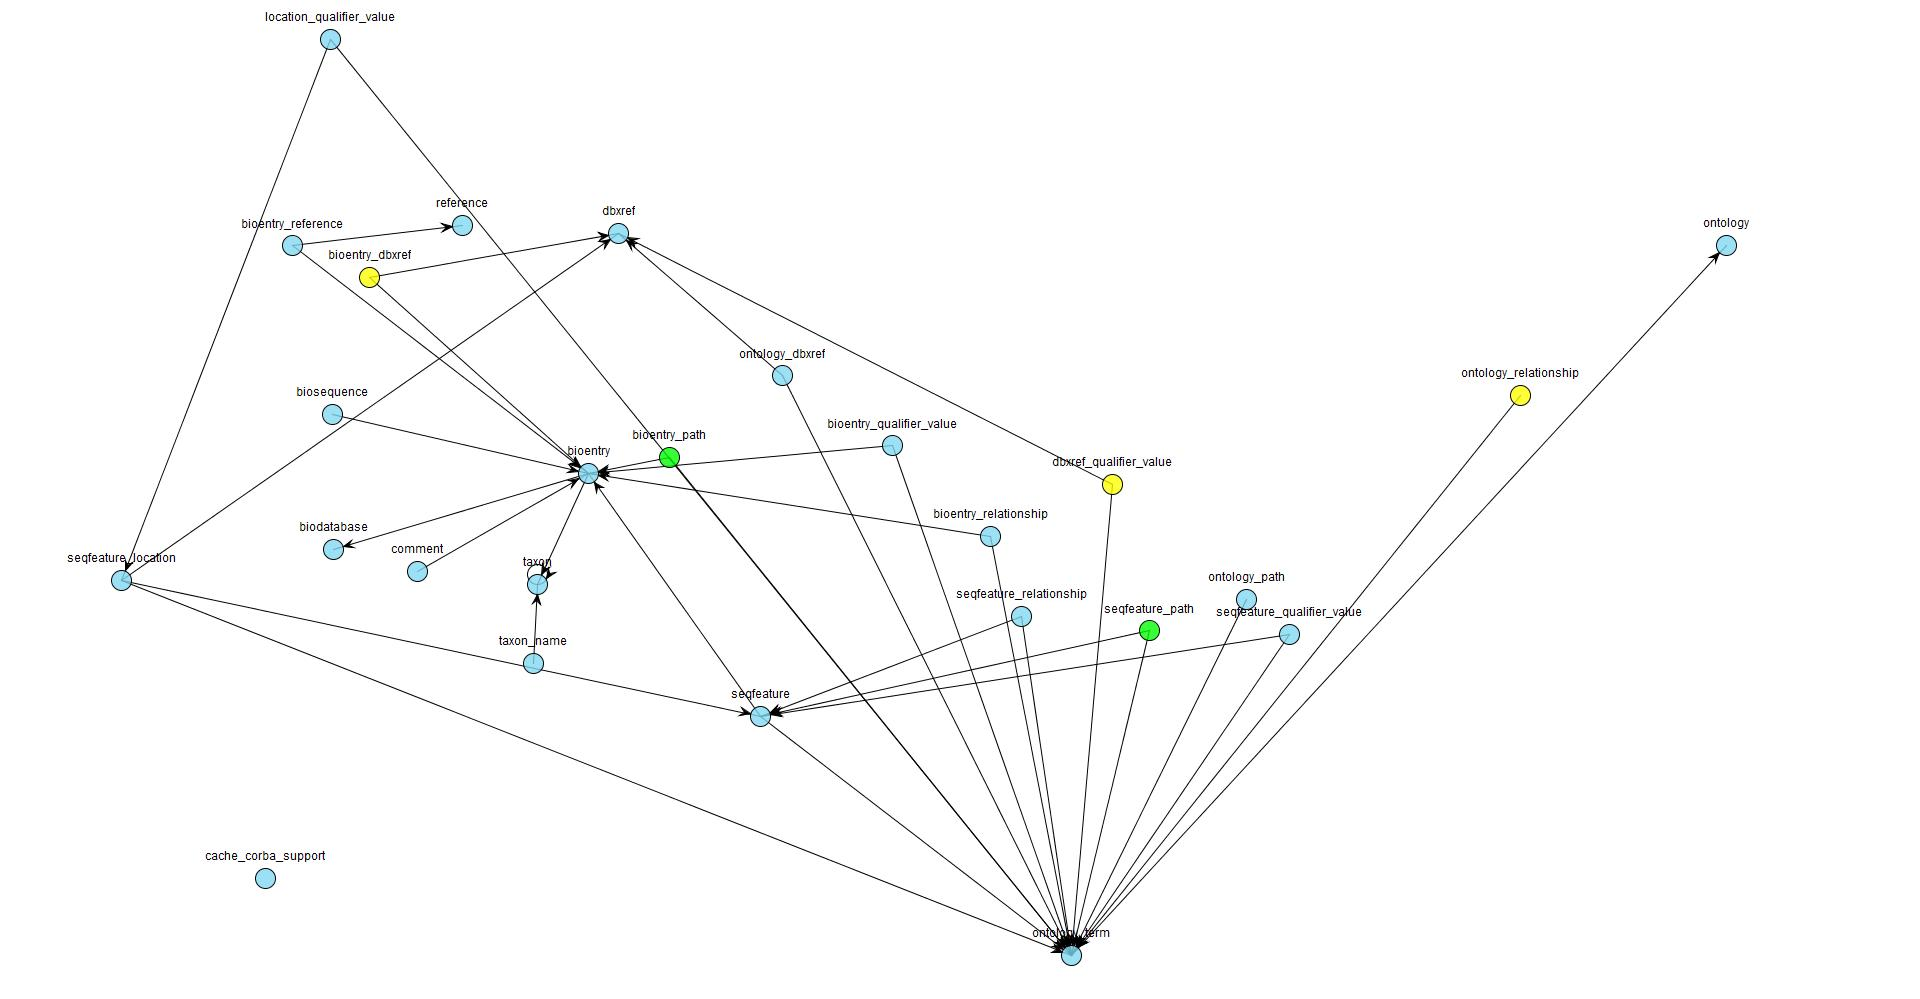 location_qualifier_value
reference
dbxref
bioentry_reference
ontology
bioentry_dbxref
ontology_dbxref
ontology_relationship
biosequence
bioentry_qualifier_value
bioentry_path
bioentry
dbxref_qualifier_value
bioentry_relationship
biodatabase
comment
seqfeature_location
taxon
ontology_path
seqfeature_relationship
seqfeature_path
seqfeature_qualifier_value
taxon_name
seqfeature
cache_corba_support
ontology_term